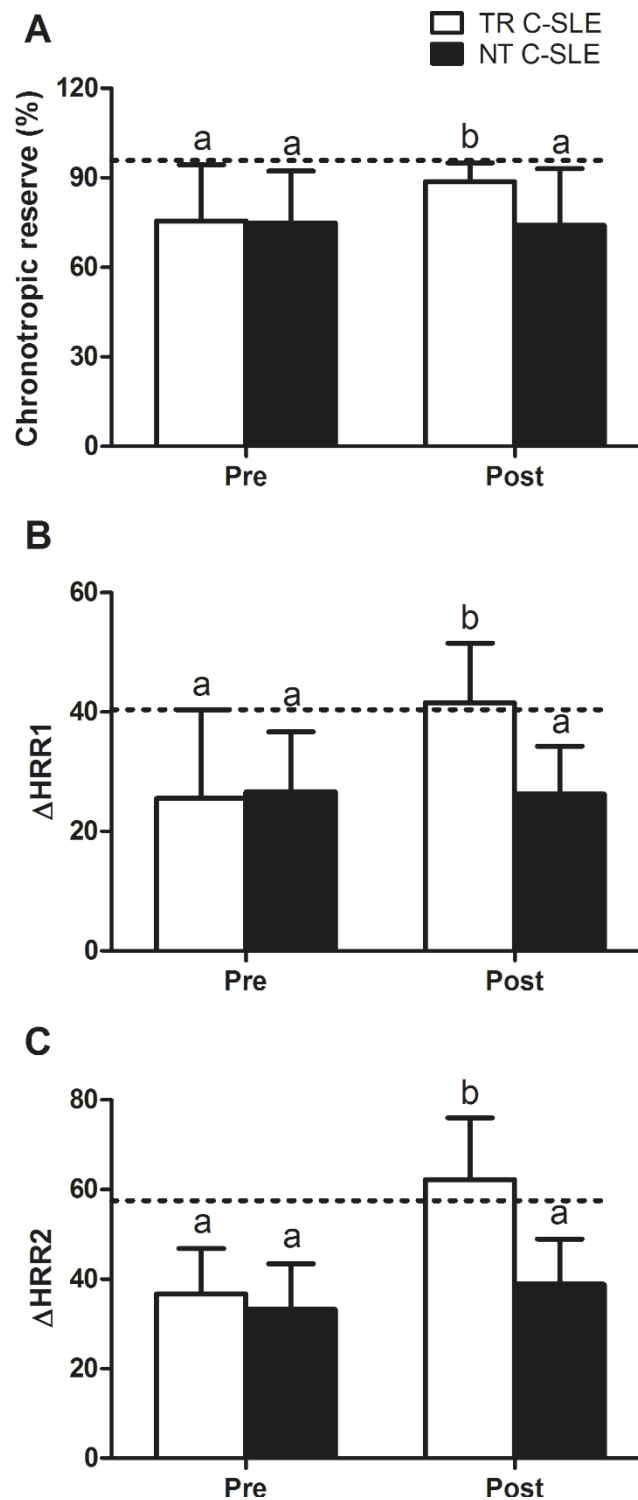 A
TR C-SLE
NT C-SLE
Chronotropic reserve (%)
120
90
60
30
0
a
a
b
a
Pre
Post
B
ΔHRR1
60
40
20
0
a
a
b
a
Pre
Post
C
ΔHRR2
80
60
40
20
0
a
a
b
a
Pre
Post